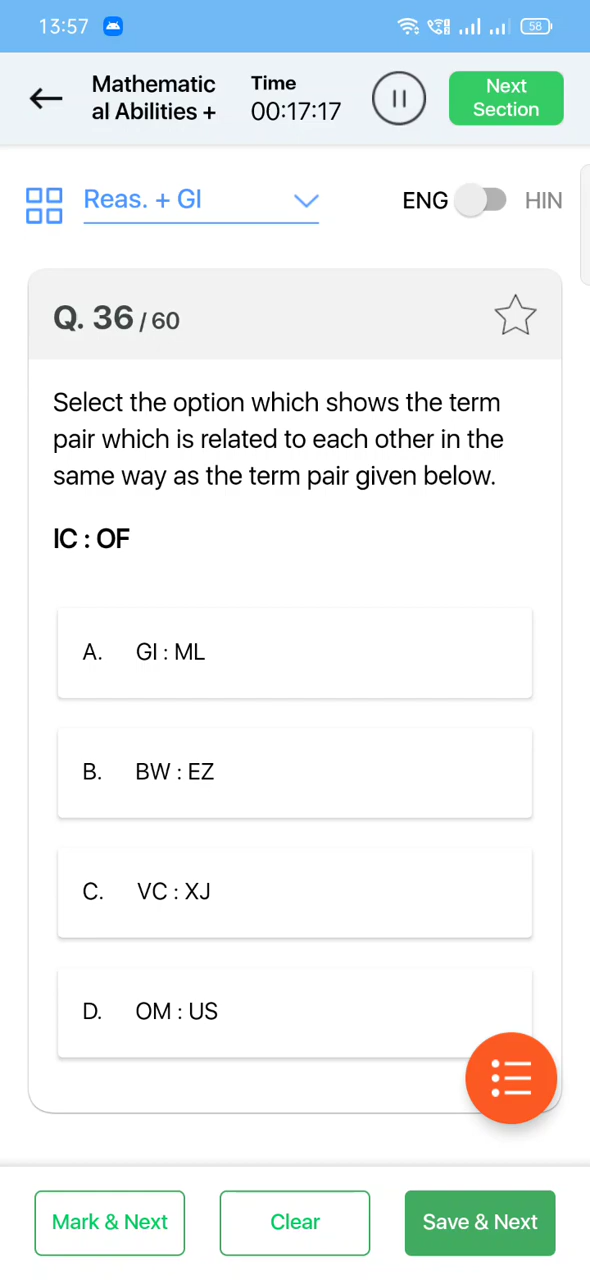 13:57
58
Mathematic
al Abilities +
Time
00:17:17
Next
Section
Reas. + GI
ENG
HIN
Q. 36 / 60
Select the option which shows the term
pair which is related to each other in the
same way as the term pair given below.
IC : OF
A. GI : ML
B. BW : EZ
C. VC : XJ
D. OM : US
Mark & Next
Clear
Save & Next